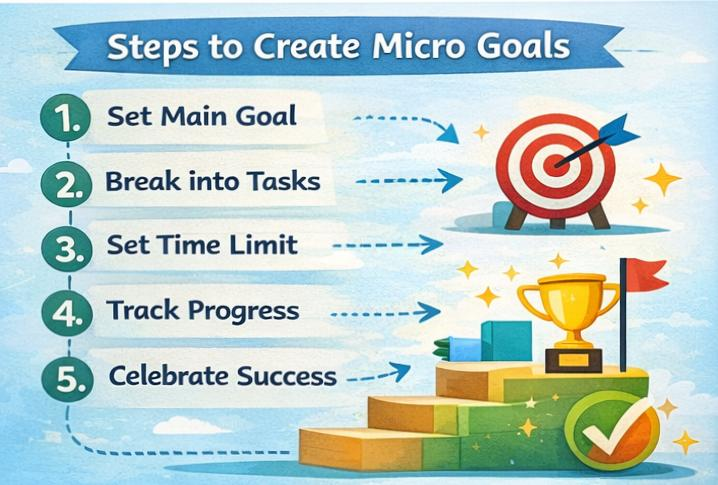 Steps to Create Micro Goals
1. Set Main Goal
2. Break into Tasks
3. Set Time Limit
4. Track Progress
5. Celebrate Success